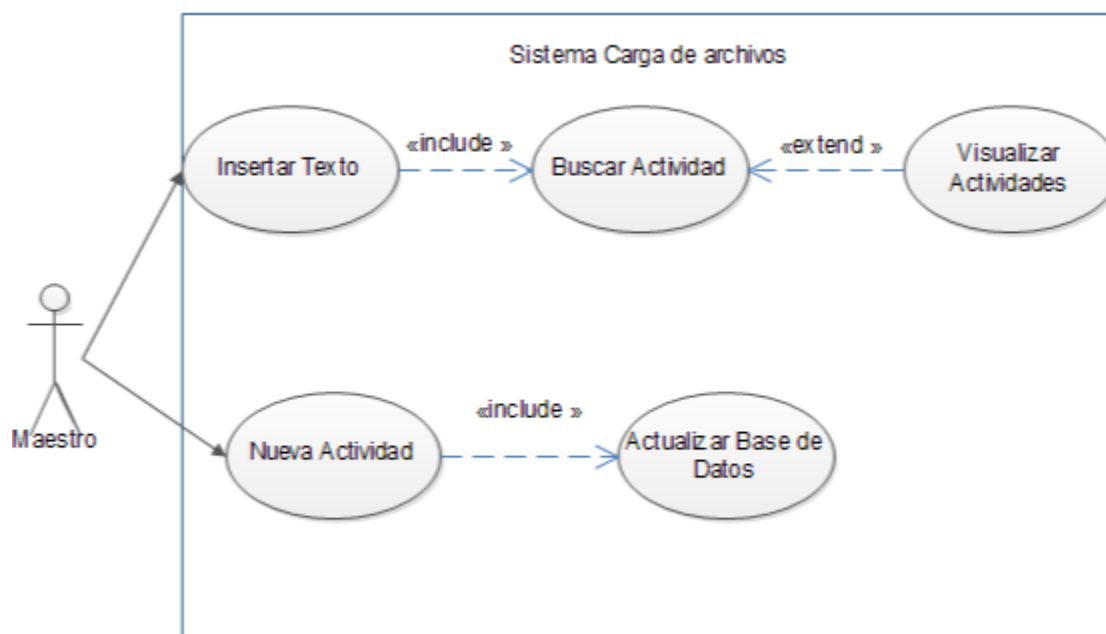 Sistema Carga de archivos
Insertar Texto
«include »
Buscar Actividad
«extend »
Visualizar
Actividades
Maestro
Nueva Actividad
«include »
Actualizar Base de
Datos